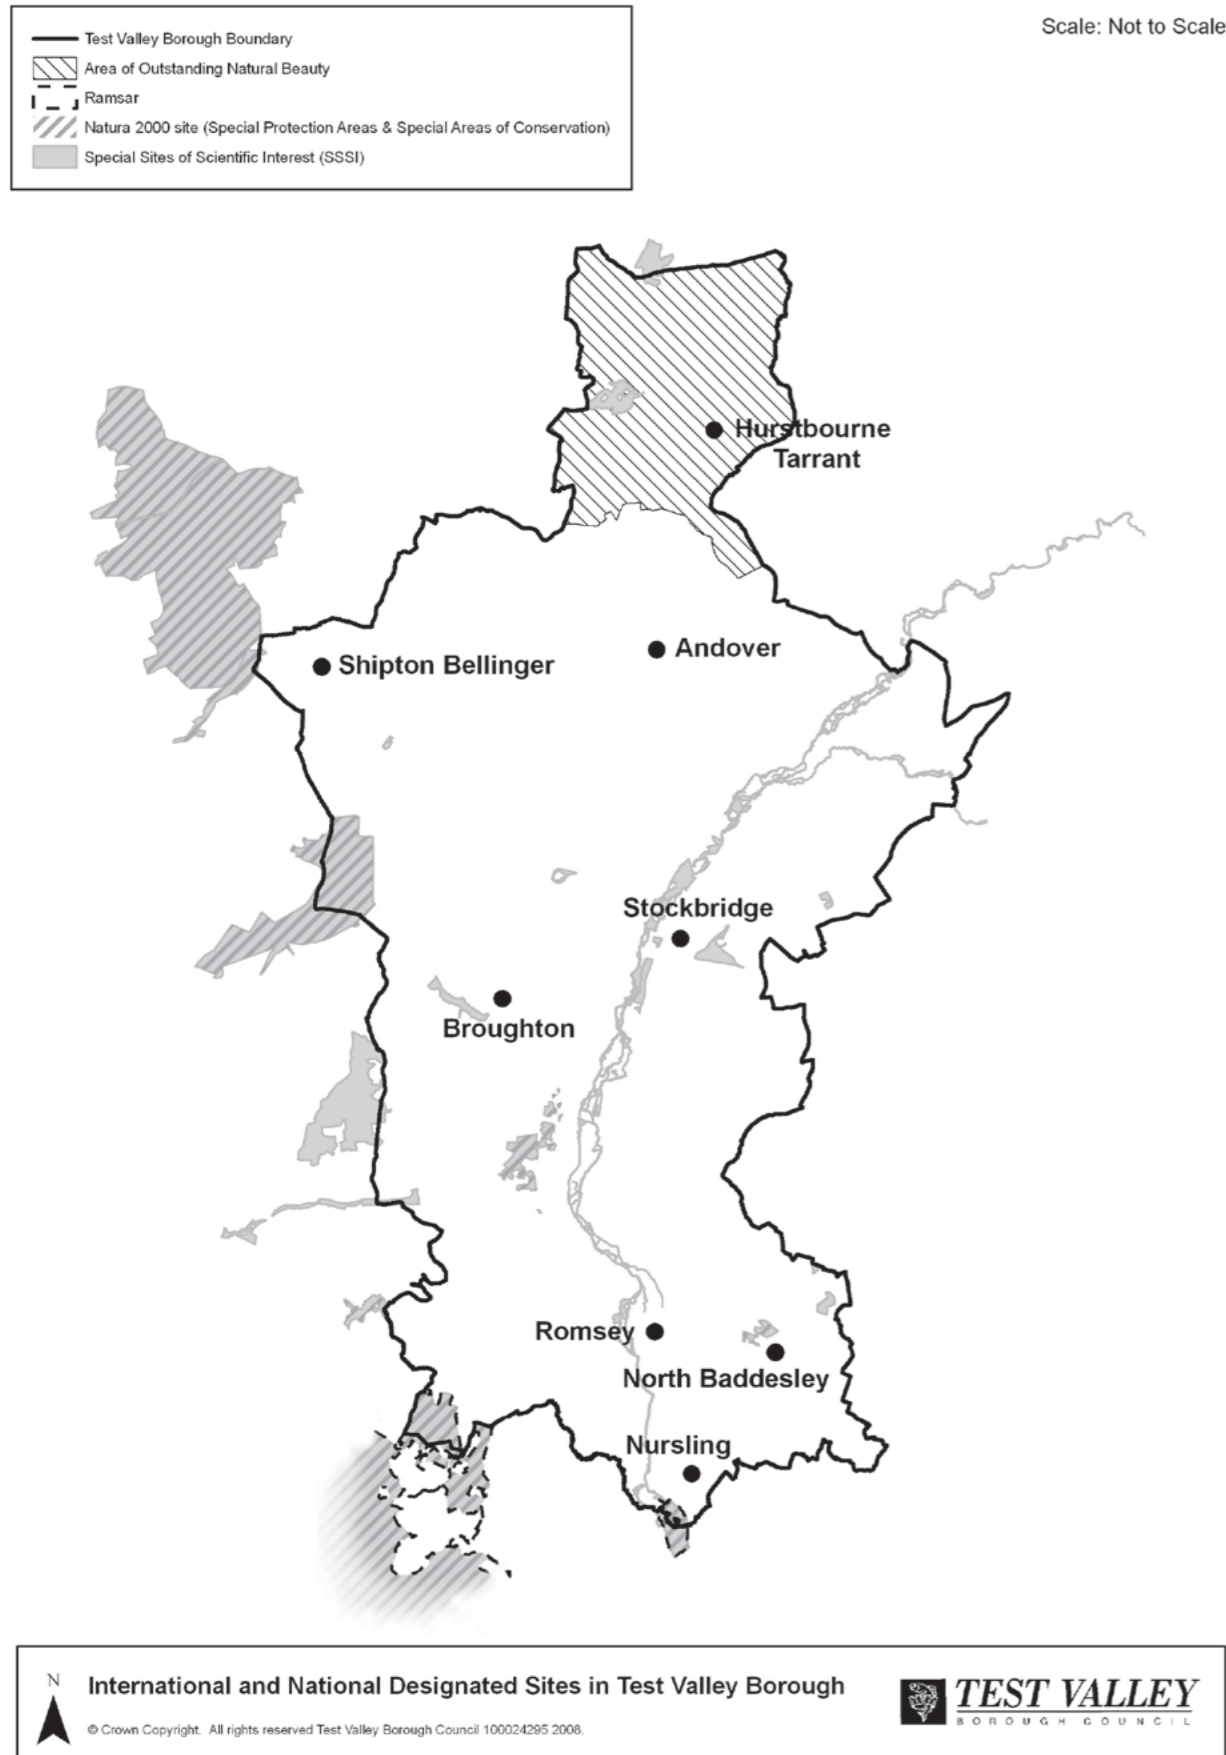 Test Valley Borough Boundary
Area of Outstanding Natural Beauty
Ramsar
Natura 2000 site (Special Protection Areas & Special Areas of Conservation)
Special Sites of Scientific Interest (SSSI)
Scale: Not to Scale
Hurstbourne
Tarrant
Andover
Shipton Bellinger
Stockbridge
Broughton
Romsey
North Baddesley
Nursling
N
International and National Designated Sites in Test Valley Borough
© Crown Copyright. All rights reserved Test Valley Borough Council 100024295 2008.
TEST VALLEY
BOROUGH COUNCIL